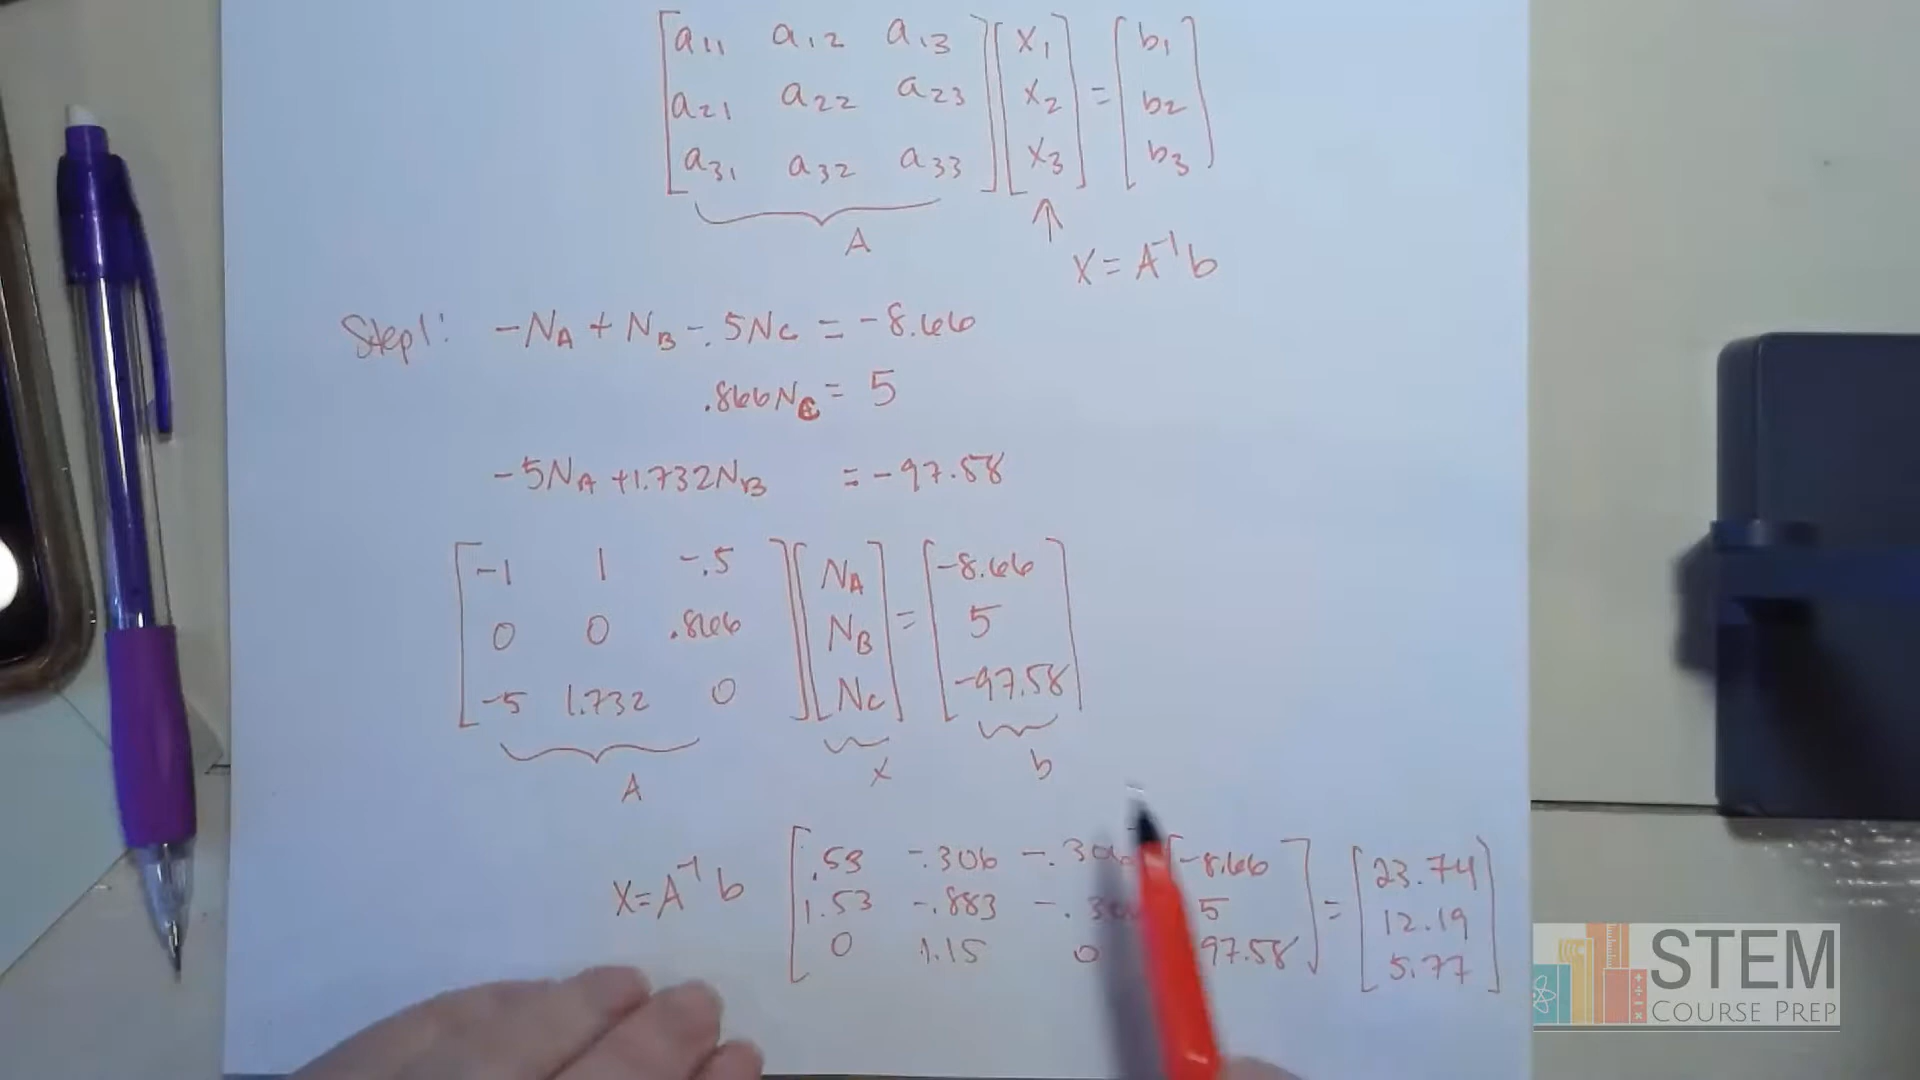 [a11 a12 a13] [x1] = [b1]
[a21 a22 a23] [x2] = [b2]
[a31 a32 a33] [x3] = [b3]
A
X = A⁻¹b
Step1: -NA + NB - .5NC = -8.66
.866NC = 5
-5NA +1.732NB = -97.58
[-1 1 -.5] [NA] = [-8.66]
[0 0 .866] [NB] = [5]
[-5 1.732 0] [NC] = [-97.58]
A x b
X = A⁻¹b
[.53 -.306 [-8.66] = [23.74]
[1.53 -.883 5] = [12.19]
[0 1.15 0 97.58] = [5.77]
STEM
COURSE PREP